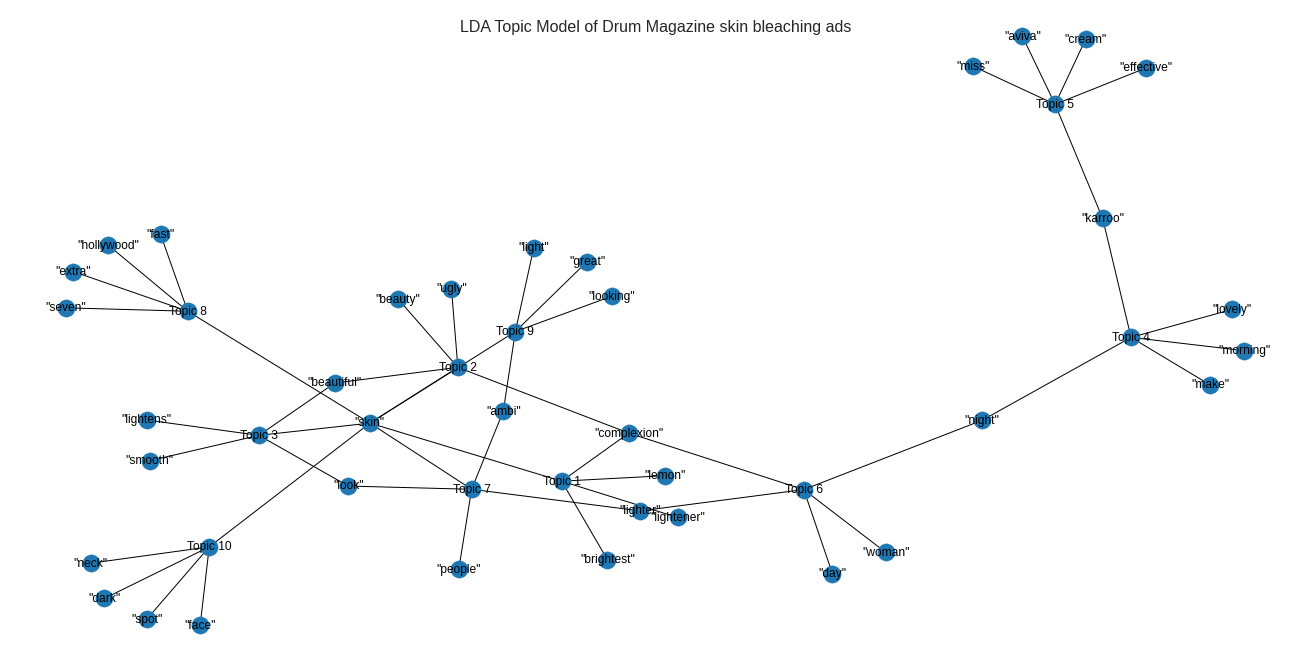 LDA Topic Model of Drum Magazine skin bleaching ads
"aviva"
"cream"
"miss"
"effective"
Topic 5
"karroo"
"fast"
"hollywood"
"light"
"great"
"extra"
"ugly"
"looking"
"beauty"
"seven"
Topic 8
"lovely"
Topic 9
Topic 4
"morning"
Topic 2
"beautiful"
"make"
"ambi"
"lightens"
"skin"
"night"
Topic 3
"complexion"
"smooth"
"lemon"
Topic 1
"look"
Topic 7
Topic 6
"lighter"
"lightener"
Topic 10
"woman"
"brightest"
"neck"
"people"
"day"
"dark"
"spot"
"face"